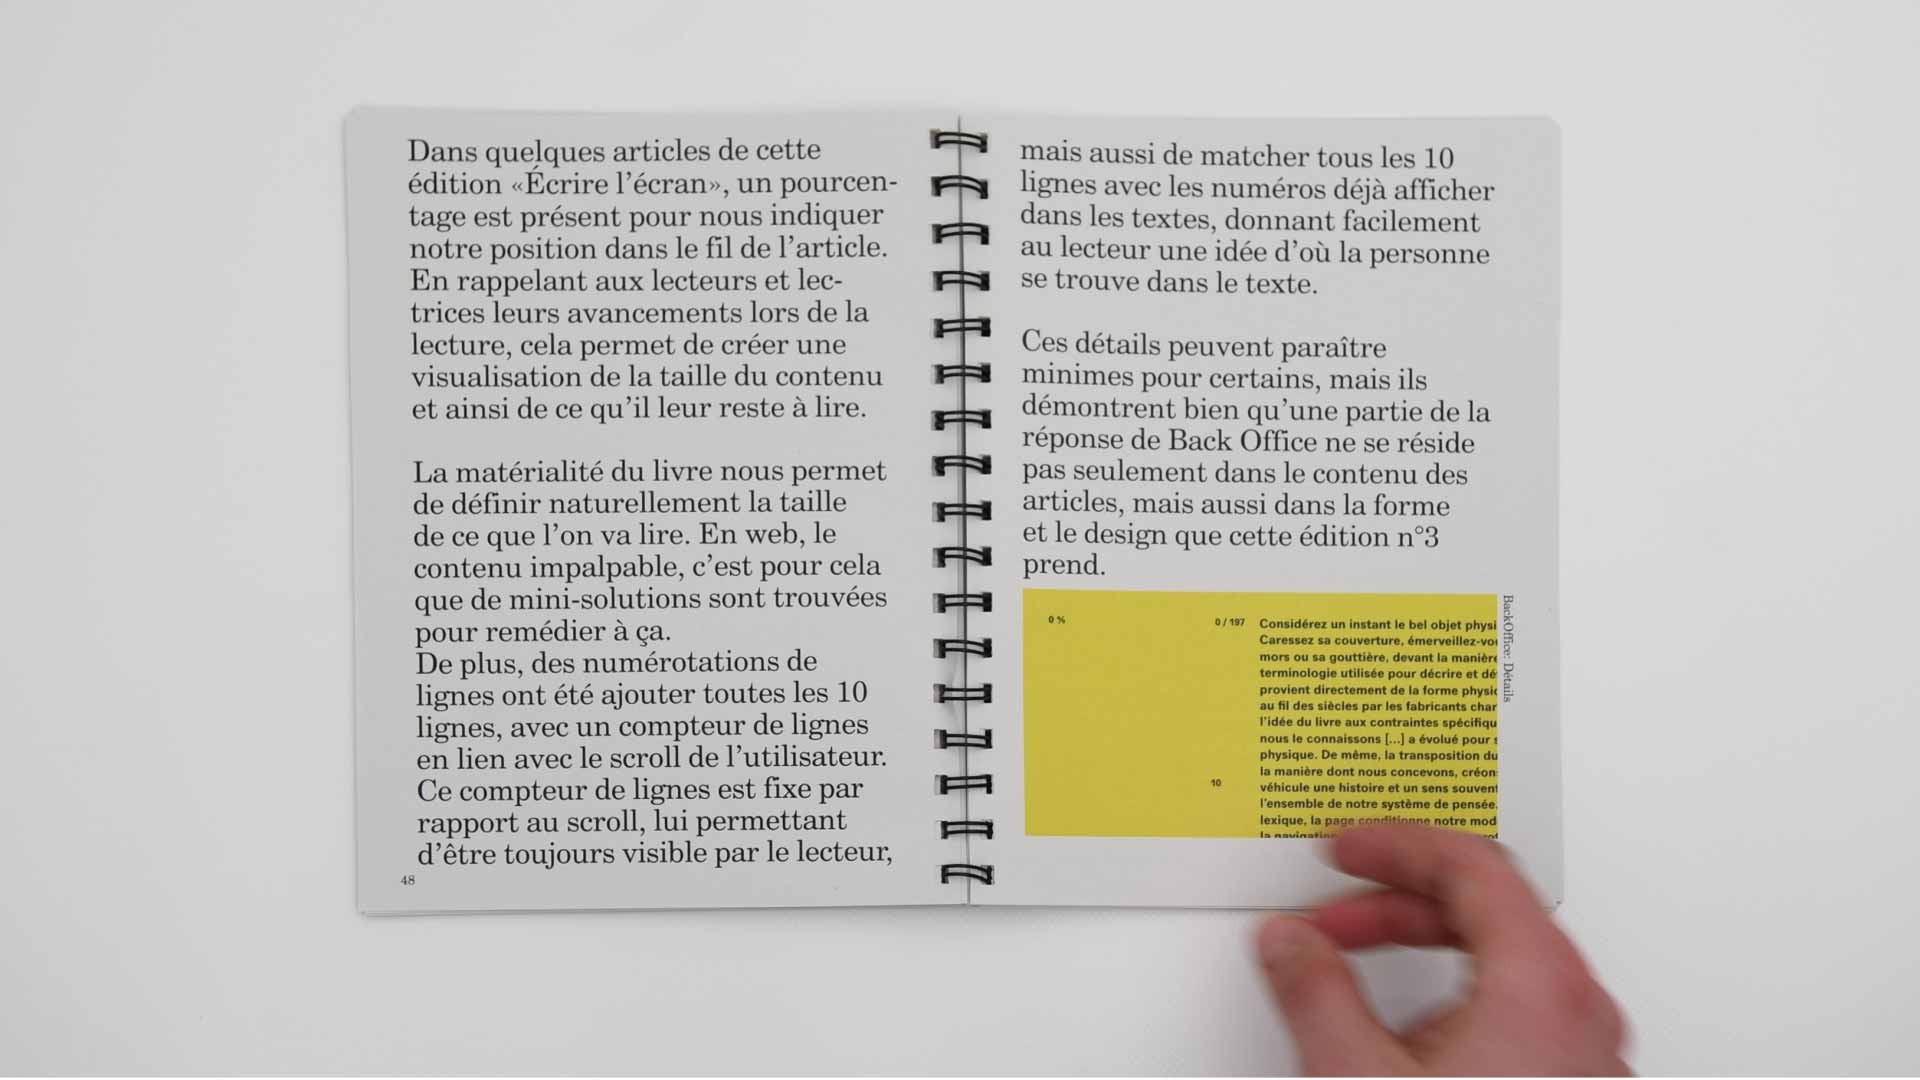 Dans quelques articles de cette
édition «Écrire l’écran», un pourcen-
tage est présent pour nous indiquer
notre position dans le fil de l’article.
En rappelant aux lecteurs et lec-
trices leurs avancements lors de la
lecture, cela permet de créer une
visualisation de la taille du contenu
et ainsi de ce qu’il leur reste à lire.
La matérialité du livre nous permet
de définir naturellement la taille
de ce que l’on va lire. En web, le
contenu impalpable, c’est pour cela
que de mini-solutions sont trouvées
pour remédier à ça.
De plus, des numérotations de
lignes ont été ajouter toutes les 10
lignes, avec un compteur de lignes
en lien avec le scroll de l’utilisateur.
Ce compteur de lignes est fixe par
rapport au scroll, lui permettant
d’être toujours visible par le lecteur,
48
mais aussi de matcher tous les 10
lignes avec les numéros déjà afficher
dans les textes, donnant facilement
au lecteur une idée d’où la personne
se trouve dans le texte.
Ces détails peuvent paraître
minimes pour certains, mais ils
démontrent bien qu’une partie de la
réponse de Back Office ne se réside
pas seulement dans le contenu des
articles, mais aussi dans la forme
et le design que cette édition n°3
prend.
0 %
0 / 197
Considérez un instant le bel objet physi
Caressez sa couverture, émerveillez-vou
mors ou sa gouttière, devant la manière
terminologie utilisée pour décrire et dé
provient directement de la forme physic
au fil des siècles par les fabricants char
l’idée du livre aux contraintes spécifiqu
nous le connaissons [...] a évolué pour s
physique. De même, la transposition du
la manière dont nous concevons, créon
10
véhicule une histoire et un sens souvent
l’ensemble de notre système de pensée.
lexique, la page conditionne notre mod
la navigation
BackOffice: Détails